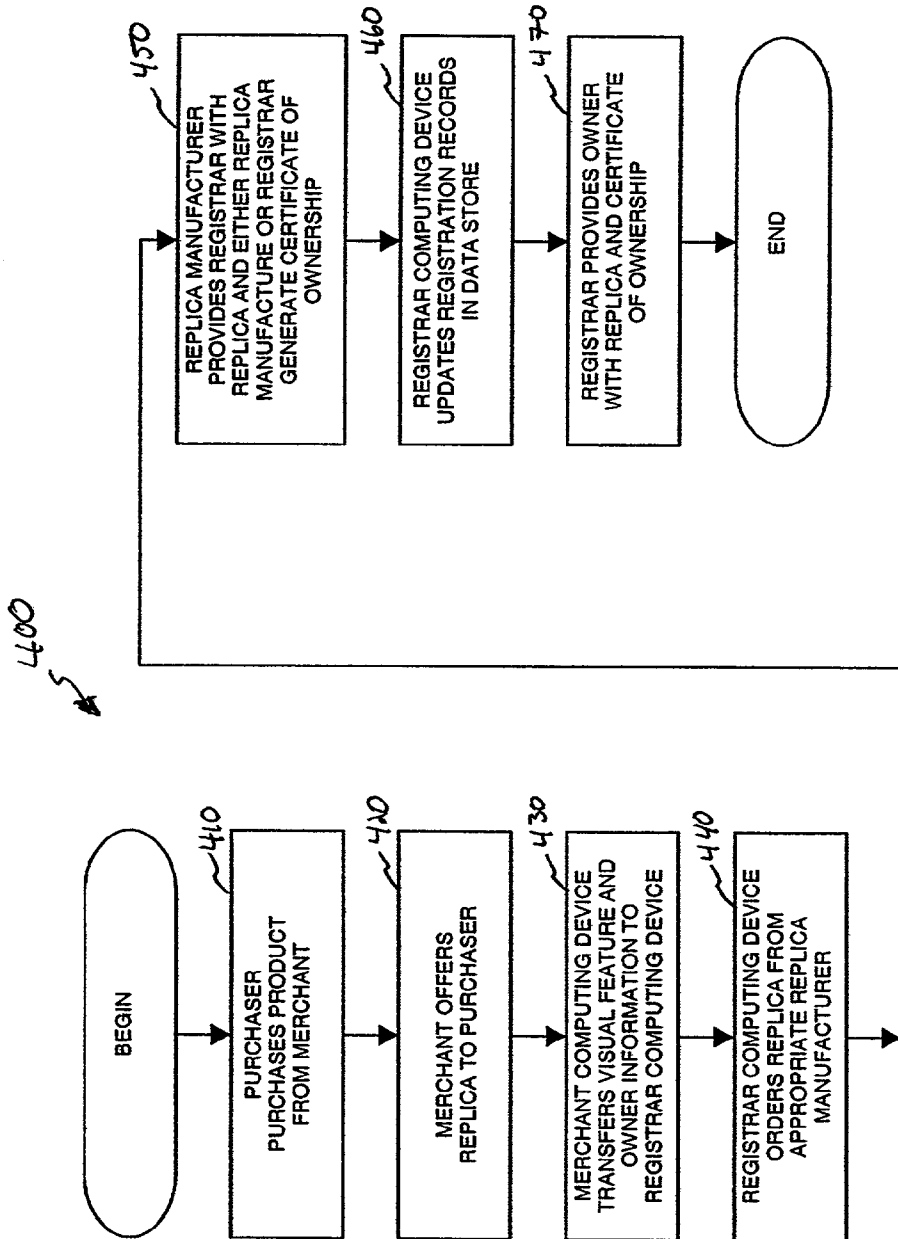 400
BEGIN
410
PURCHASER
PURCHASES PRODUCT
FROM MERCHANT
420
MERCHANT OFFERS
REPLICA TO PURCHASER
430
MERCHANT COMPUTING DEVICE
TRANSFERS VISUAL FEATURE AND
OWNER INFORMATION TO
REGISTRAR COMPUTING DEVICE
440
REGISTRAR COMPUTING DEVICE
ORDERS REPLICA FROM
APPROPRIATE REPLICA
MANUFACTURER
450
REPLICA MANUFACTURER
PROVIDES REGISTRAR WITH
REPLICA AND EITHER REPLICA
MANUFACTURE OR REGISTRAR
GENERATE CERTIFICATE OF
OWNERSHIP
460
REGISTRAR COMPUTING DEVICE
UPDATES REGISTRATION RECORDS
IN DATA STORE
470
REGISTRAR PROVIDES OWNER
WITH REPLICA AND CERTIFICATE
OF OWNERSHIP
END